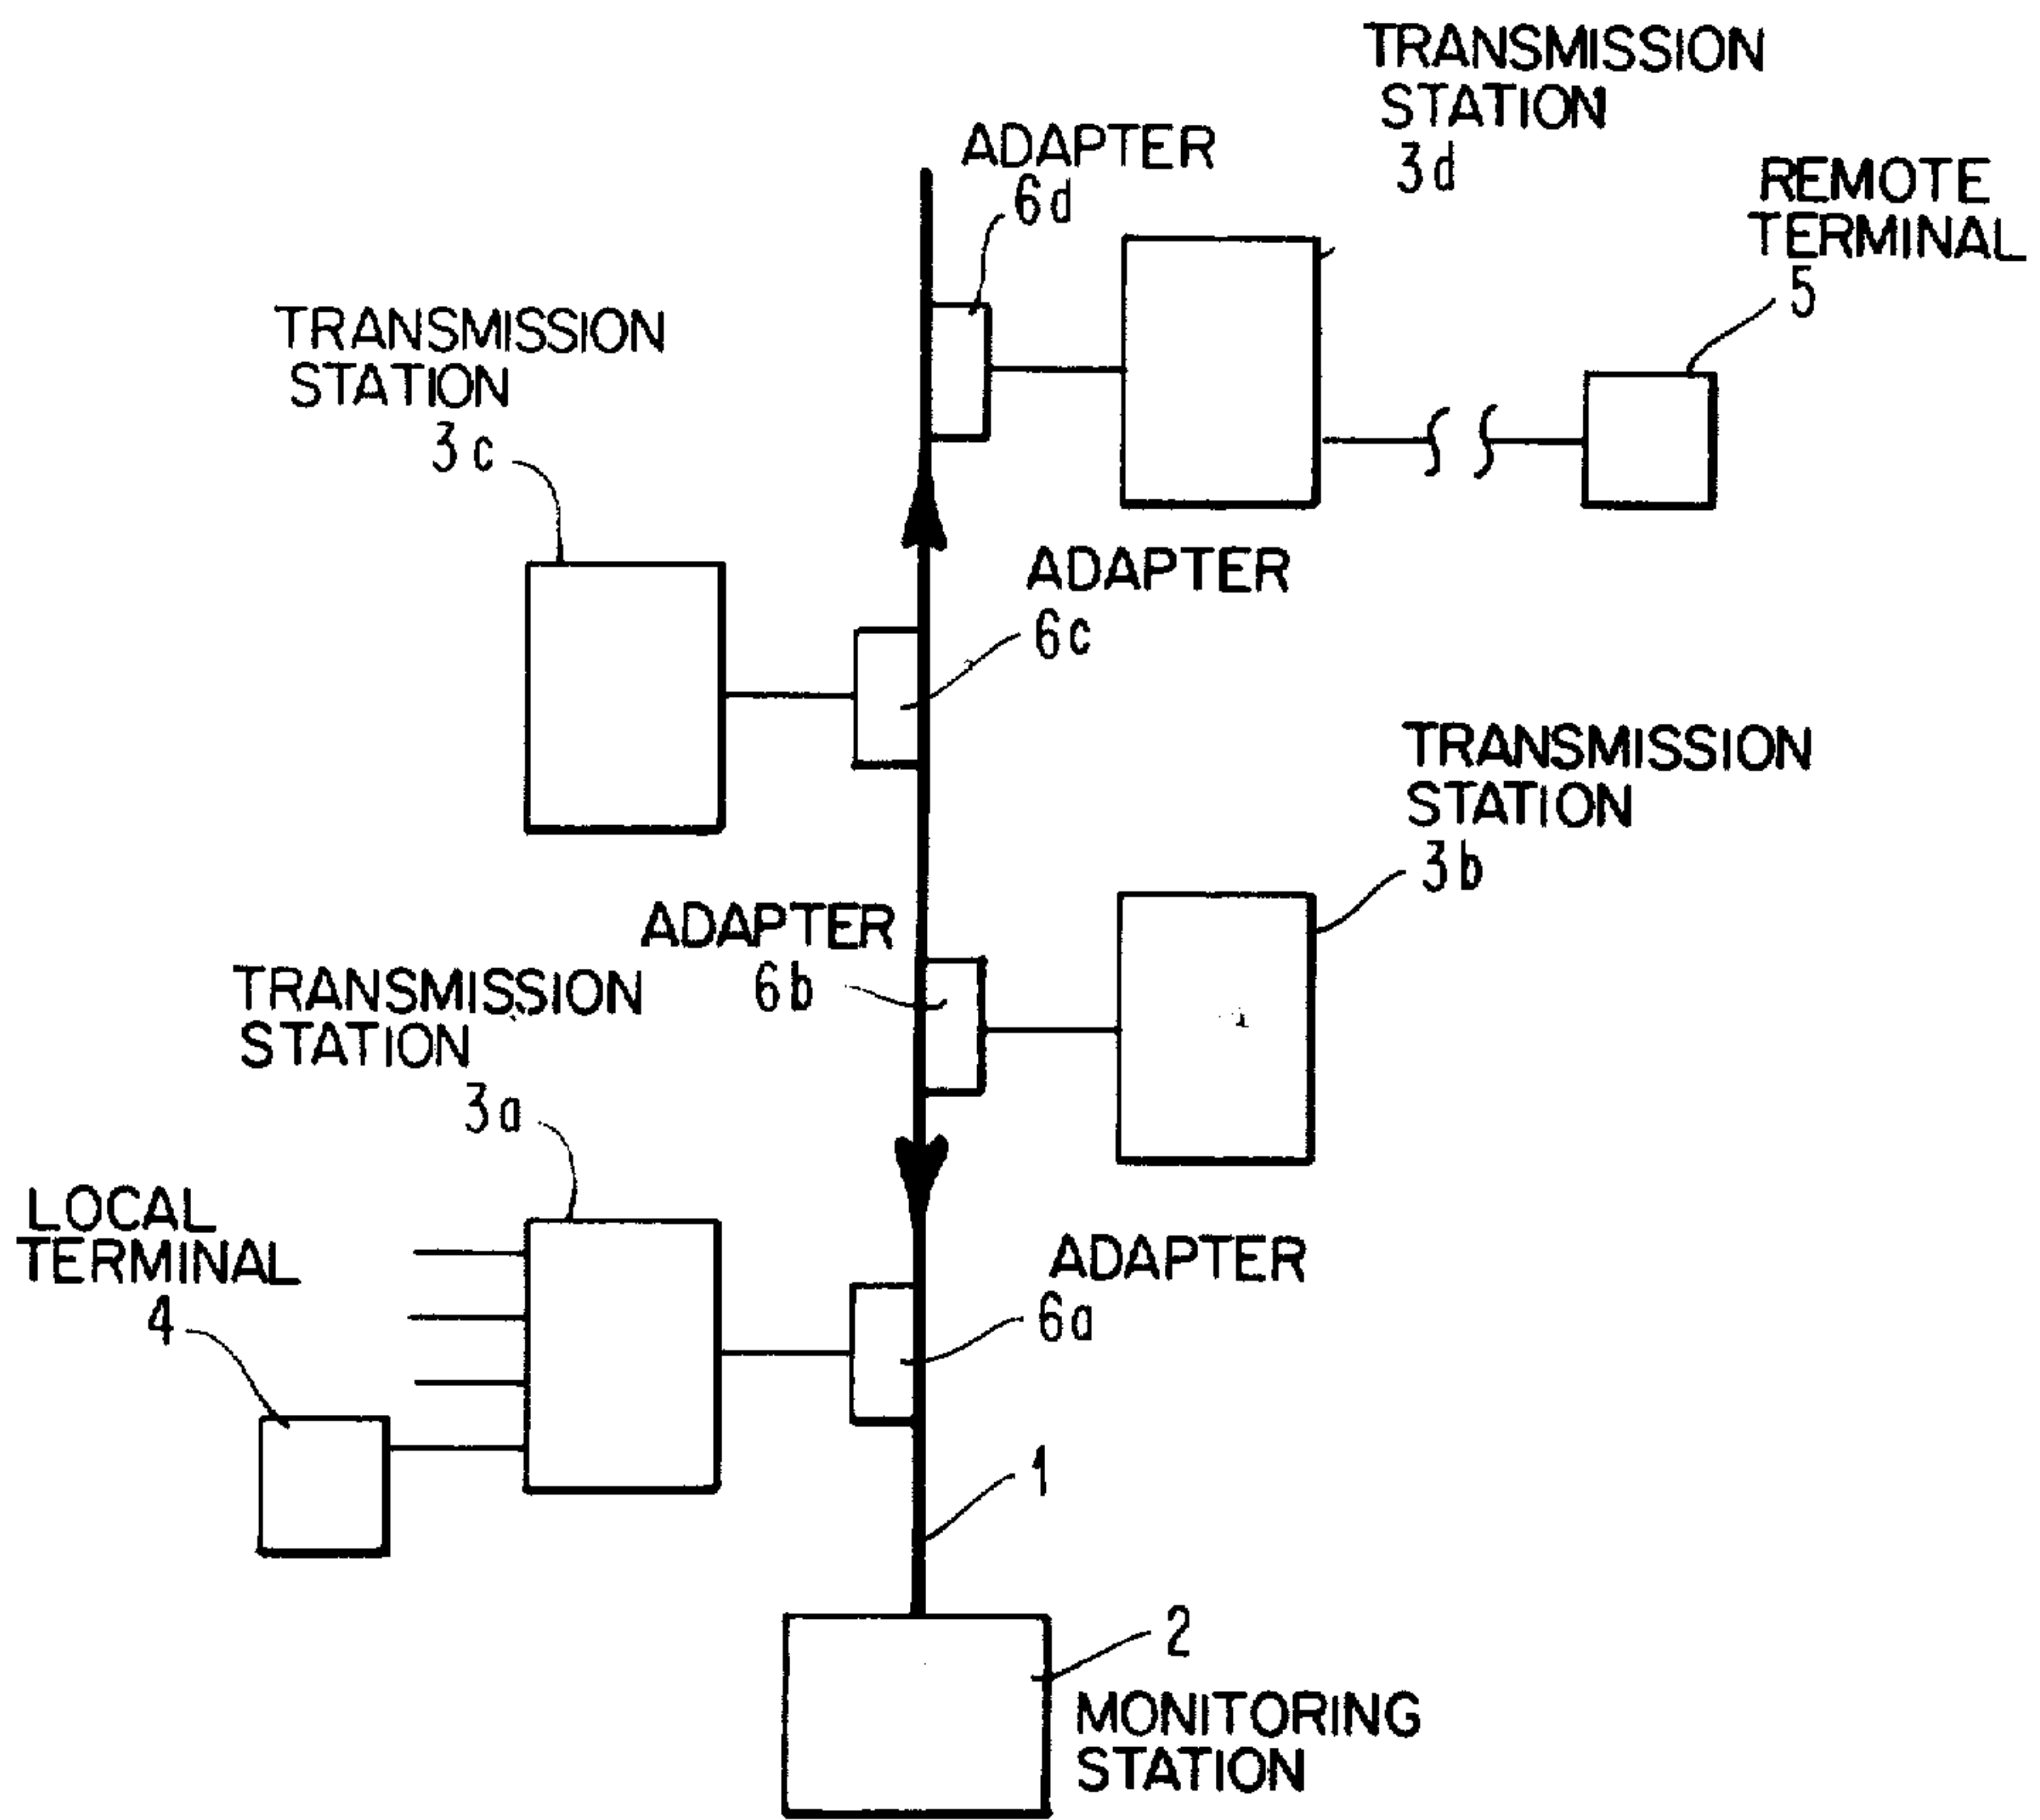 TRANSMISSION
STATION
3d
ADAPTER
6d
REMOTE
TERMINAL
5
TRANSMISSION
STATION
3c
ADAPTER
6c
TRANSMISSION
STATION
3b
ADAPTER
6b
TRANSMISSION
STATION
3a
LOCAL
TERMINAL
4
ADAPTER
6a
1
2
MONITORING
STATION